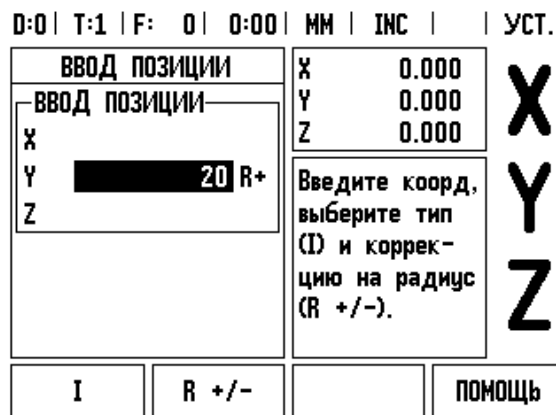 D:0 | T:1 | F: 0 | 0:00 | MM | INC | | УСТ.
ВВОД ПОЗИЦИИ
ВВОД ПОЗИЦИИ
X
Y 20 R+
Z
X 0.000
Y 0.000
Z 0.000
Введите коорд,
выберите тип
(I) и коррек-
цию на радиус
(R +/-).
X
Y
Z
I
R +/-
ПОМОЩЬ